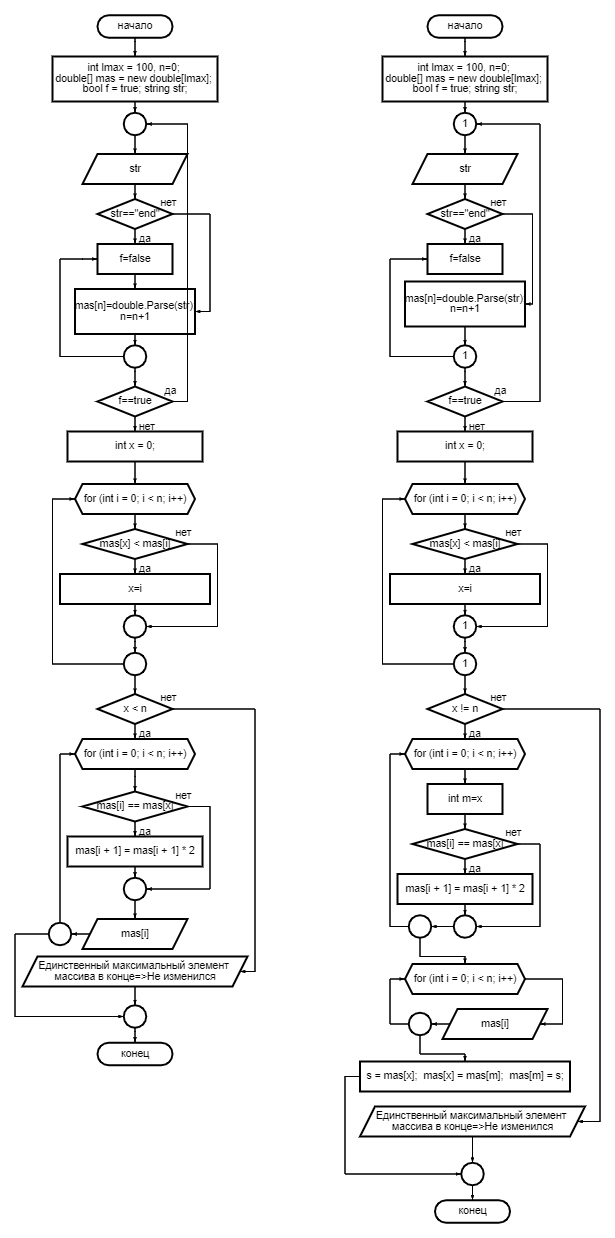 начало
int lmax = 100, n=0;
double[] mas = new double[lmax];
bool f = true; string str;
str
str=="end"
нет
да
f=false
mas[n]=double.Parse(str)
n=n+1
f==true
да
нет
int x = 0;
for (int i = 0; i < n; i++)
mas[x] < mas[i]
нет
да
x=i
x < n
нет
да
for (int i = 0; i < n; i++)
mas[i] == mas[x]
нет
да
mas[i + 1] = mas[i + 1] * 2
mas[i]
Единственный максимальный элемент
массива в конце=>Не изменился
конец
начало
int lmax = 100, n=0;
double[] mas = new double[lmax];
bool f = true; string str;
1
str
str=="end"
нет
да
f=false
mas[n]=double.Parse(str)
n=n+1
1
f==true
да
нет
int x = 0;
for (int i = 0; i < n; i++)
mas[x] < mas[i]
нет
да
x=i
1
1
x != n
нет
да
for (int i = 0; i < n; i++)
int m=x
mas[i] == mas[x]
нет
да
mas[i + 1] = mas[i + 1] * 2
for (int i = 0; i < n; i++)
mas[i]
s = mas[x]; mas[x] = mas[m]; mas[m] = s;
Единственный максимальный элемент
массива в конце=>Не изменился
конец